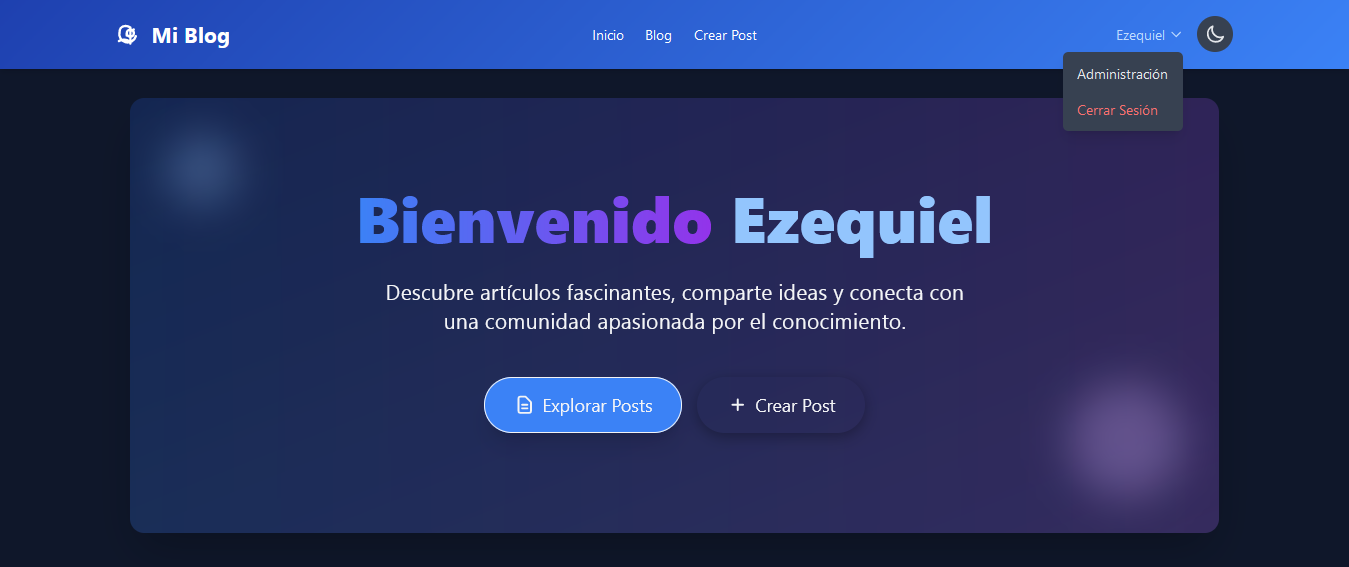 Mi Blog
Inicio
Blog
Crear Post
Ezequiel
Administración
Cerrar Sesión
Bienvenido Ezequiel
Descubre artículos fascinantes, comparte ideas y conecta con
una comunidad apasionada por el conocimiento.
Explorar Posts
Crear Post